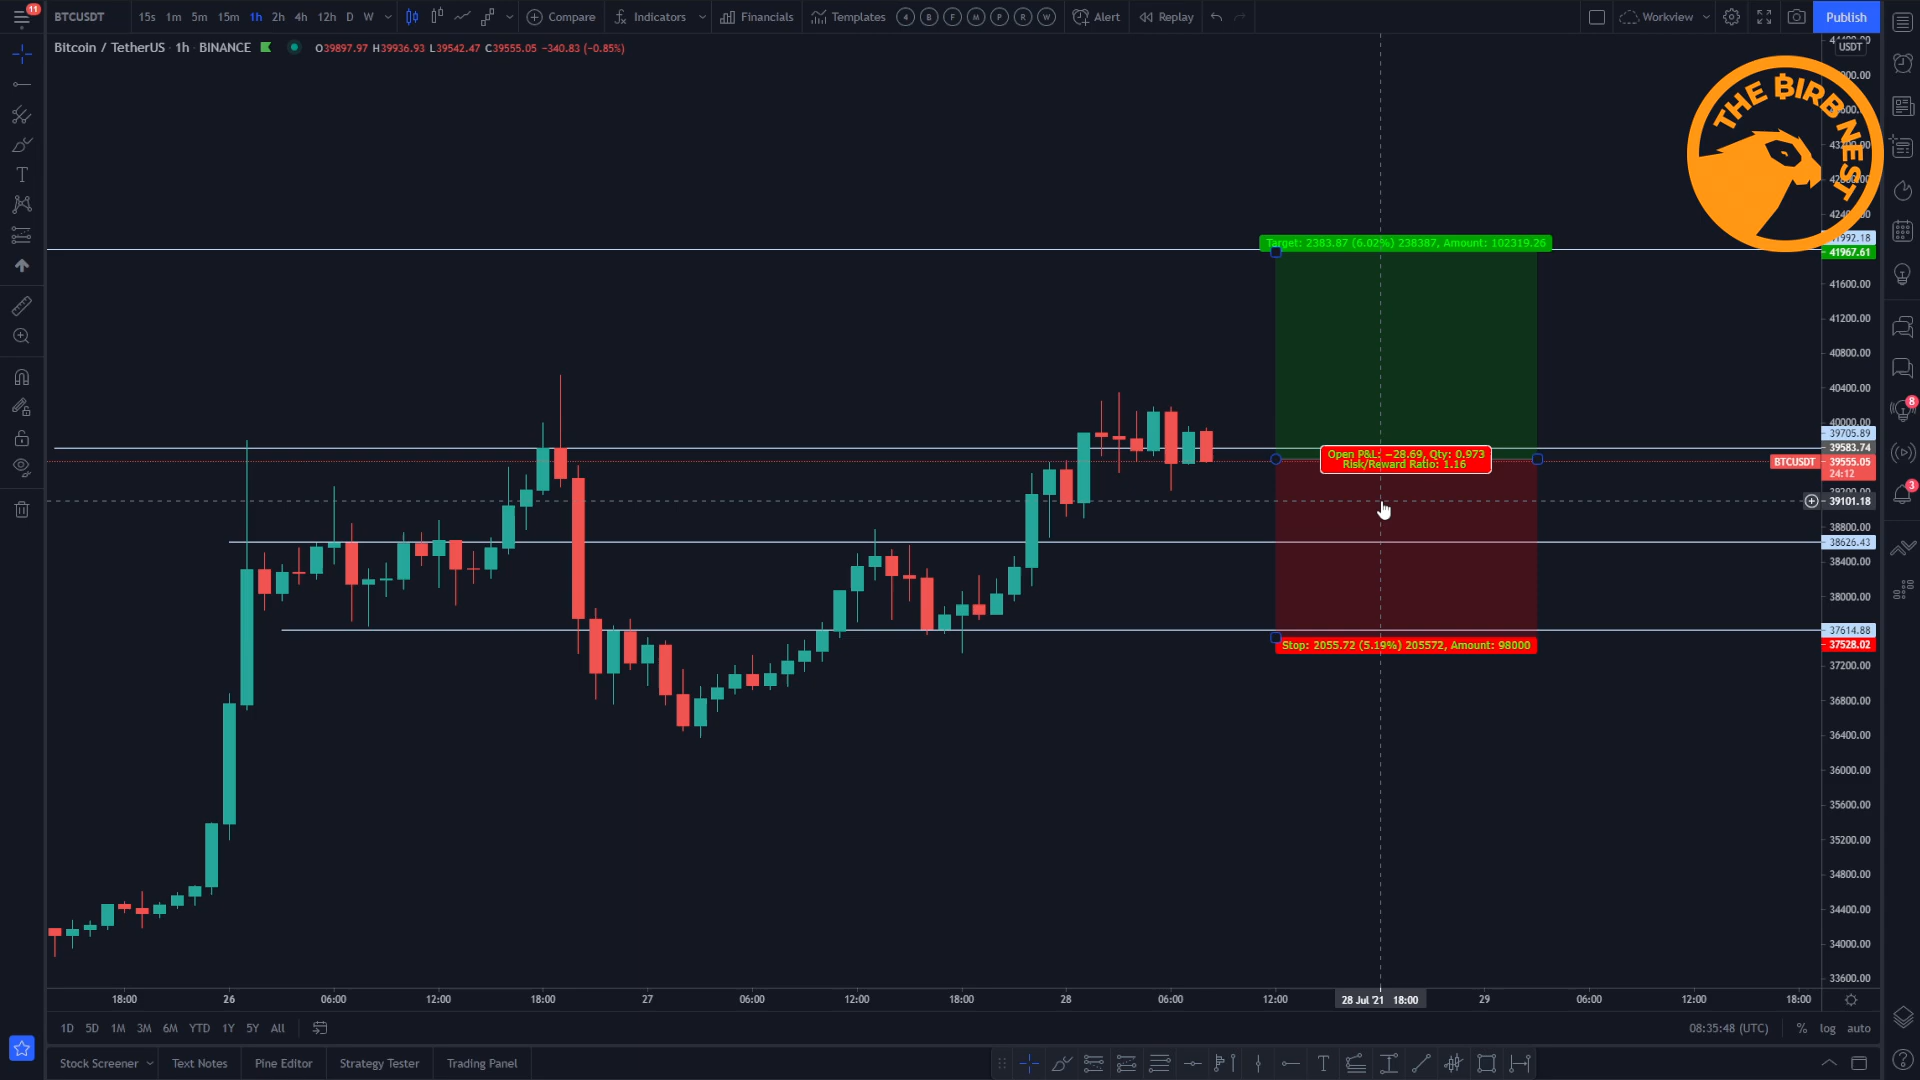 11
BTCUSDT
15s 1m 5m 15m 1h 2h 4h 12h D W
Compare
Indicators
Financials
Templates
4 B F M P R W
Alert
Replay
Workview
Publish
Bitcoin / TetherUS · 1h · BINANCE
O39897.97 H39936.93 L39542.47 C39555.05 −340.83 (−0.85%)
USDT
THE BIRB NEST
41992.18
41967.61
41600.00
41200.00
40800.00
40400.00
40000.00
39705.89
39583.74
BTCUSDT 39555.05
24:12
39101.18
38800.00
38626.43
38400.00
38000.00
37614.88
37528.02
37200.00
36800.00
36400.00
36000.00
35600.00
35200.00
34800.00
34400.00
34000.00
33600.00
Target: 2383.87 (6.02%) 238387, Amount: 102319.26
Open P&L: −28.69, Qty: 0.973
Risk/Reward Ratio: 1.16
Stop: 2055.72 (5.19%) 205572, Amount: 98000
8
3
18:00 26 06:00 12:00 18:00 27 06:00 12:00 18:00 28 06:00 12:00 28 Jul '21 18:00 29 06:00 12:00 18:00
1D 5D 1M 3M 6M YTD 1Y 5Y All
08:35:48 (UTC) % log auto
Stock Screener Text Notes Pine Editor Strategy Tester Trading Panel